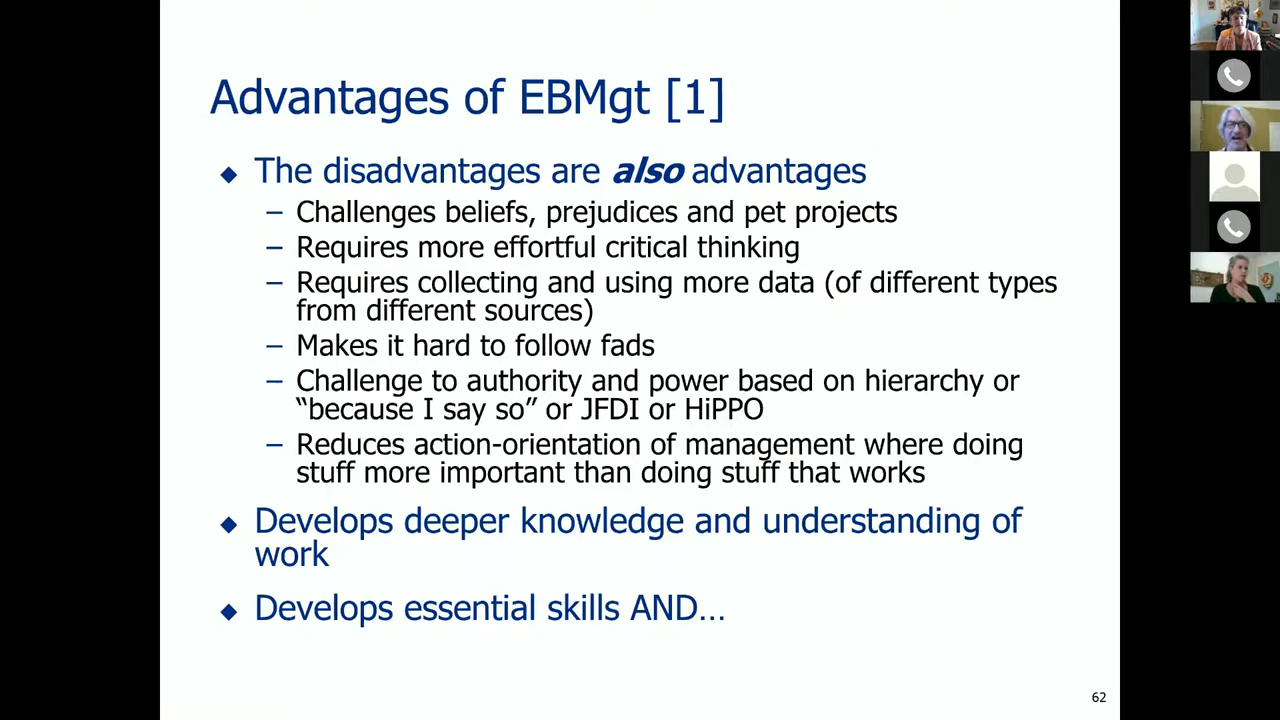 Advantages of EBMgt [1]
◆ The disadvantages are also advantages
– Challenges beliefs, prejudices and pet projects
– Requires more effortful critical thinking
– Requires collecting and using more data (of different types
from different sources)
– Makes it hard to follow fads
– Challenge to authority and power based on hierarchy or
“because I say so” or JFDI or HiPPO
– Reduces action-orientation of management where doing
stuff more important than doing stuff that works
◆ Develops deeper knowledge and understanding of
work
◆ Develops essential skills AND…
62